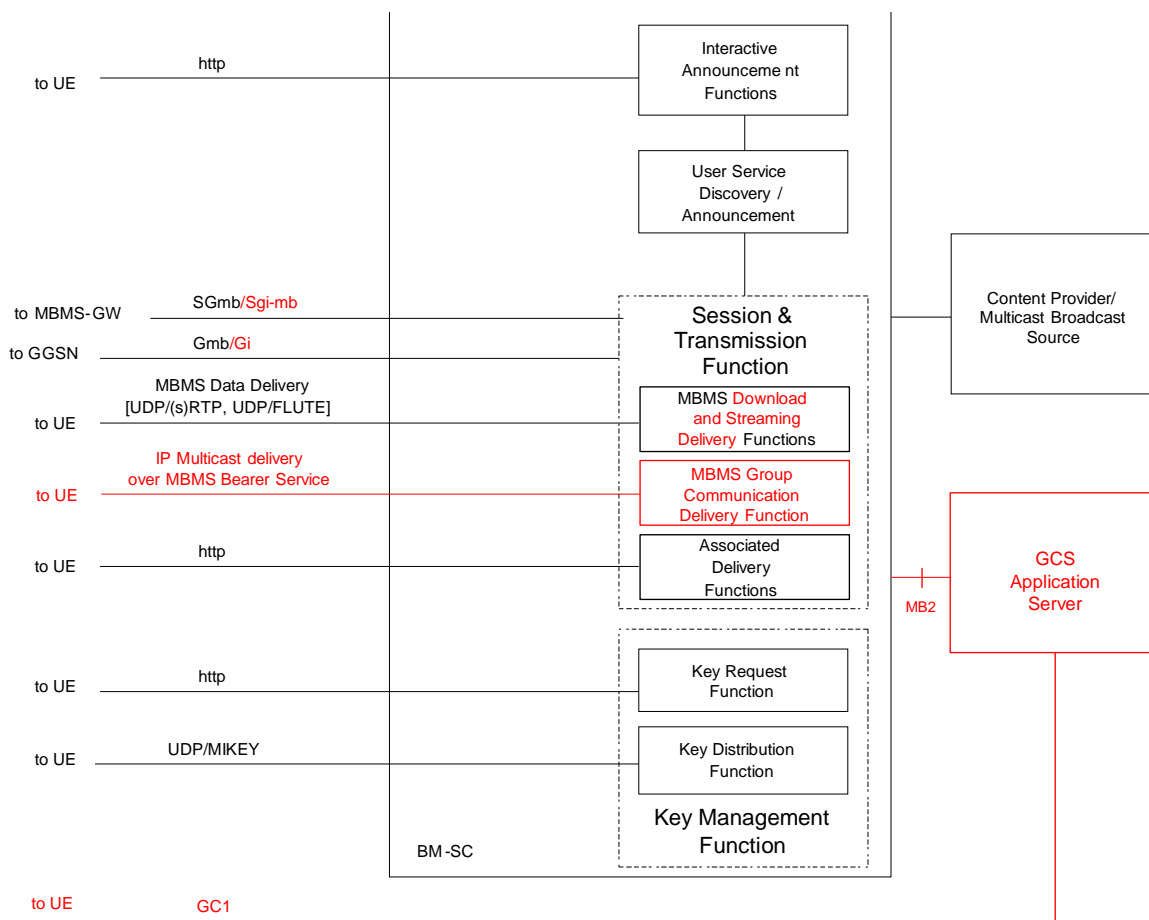 Interactive
Announceme nt
Functions
http
to UE
User Service
Discovery /
Announcement
SGmb/Sgi-mb
to MBMS-GW
Session &
Transmission
Function
Content Provider/
Multicast Broadcast
Source
Gmb/Gi
to GGSN
MBMS Data Delivery
[UDP/(s)RTP, UDP/FLUTE]
to UE
MBMS Download
and Streaming
Delivery Functions
IP Multicast delivery
over MBMS Bearer Service
to UE
MBMS Group
Communication
Delivery Function
http
to UE
Associated
Delivery
Functions
MB2
GCS
Application
Server
http
to UE
Key Request
Function
UDP/MIKEY
to UE
Key Distribution
Function
Key Management
Function
BM-SC
to UE
GC1